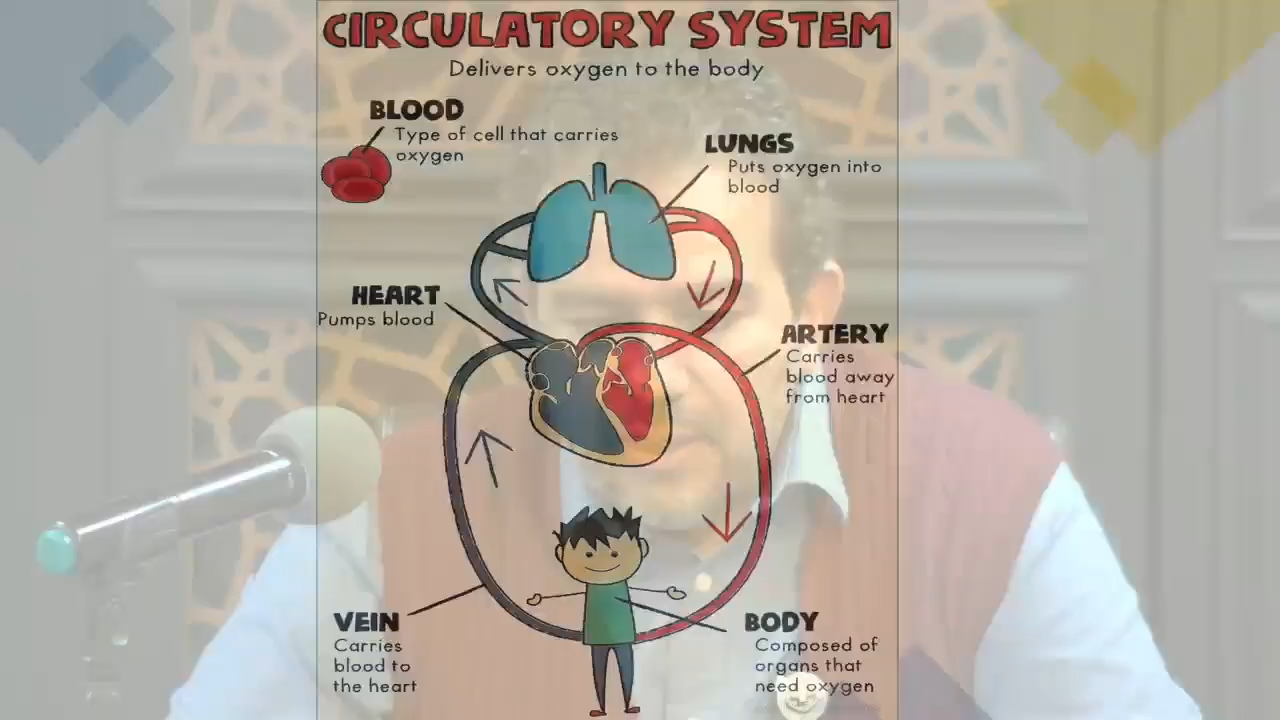 CIRCULATORY SYSTEM
Delivers oxygen to the body
BLOOD
Type of cell that carries
oxygen
LUNGS
Puts oxygen into
blood
HEART
Pumps blood
ARTERY
Carries
blood away
from heart
VEIN
Carries
blood to
the heart
BODY
Composed of
organs that
need oxygen